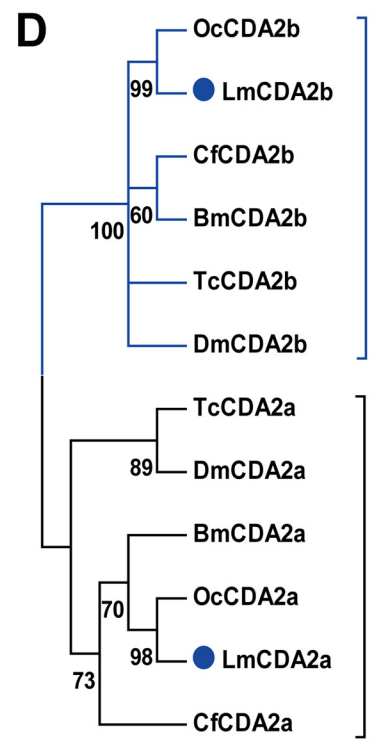 D
OcCDA2b
99
LmCDA2b
CfCDA2b
60
BmCDA2b
100
TcCDA2b
DmCDA2b
TcCDA2a
89
DmCDA2a
BmCDA2a
70
OcCDA2a
98
LmCDA2a
73
CfCDA2a